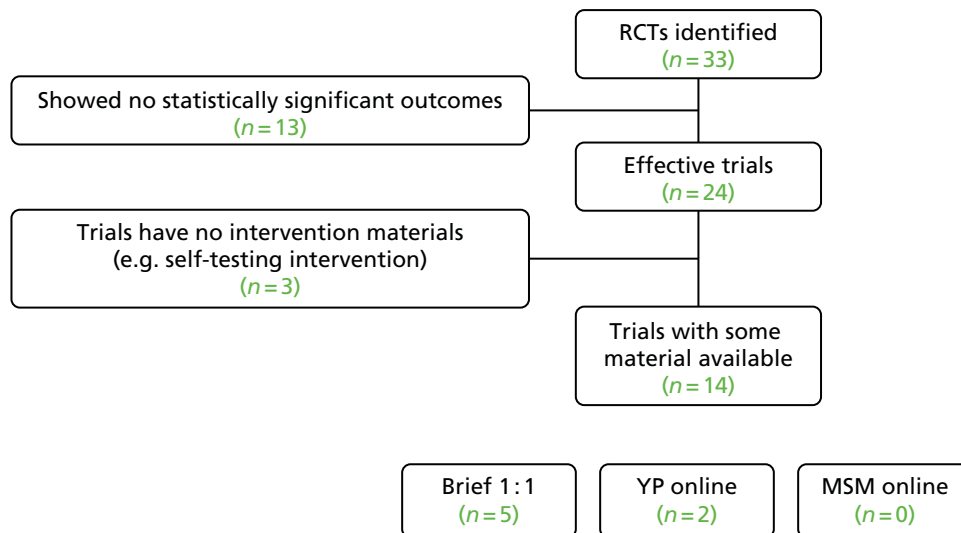 RCTs identified
(n=33)
Showed no statistically significant outcomes
(n=13)
Effective trials
(n=24)
Trials have no intervention materials
(e.g. self-testing intervention)
(n=3)
Trials with some
material available
(n=14)
Brief 1:1
(n=5)
YP online
(n=2)
MSM online
(n=0)